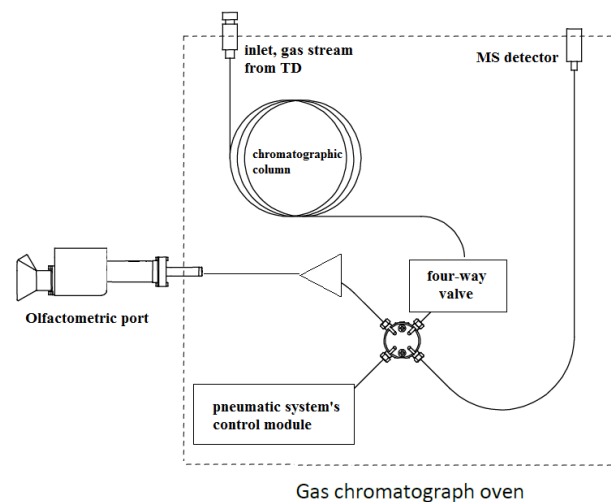 inlet, gas stream
from TD
MS detector
chromatographic
column
four-way
valve
Olfactometric port
pneumatic system's
control module
Gas chromatograph oven